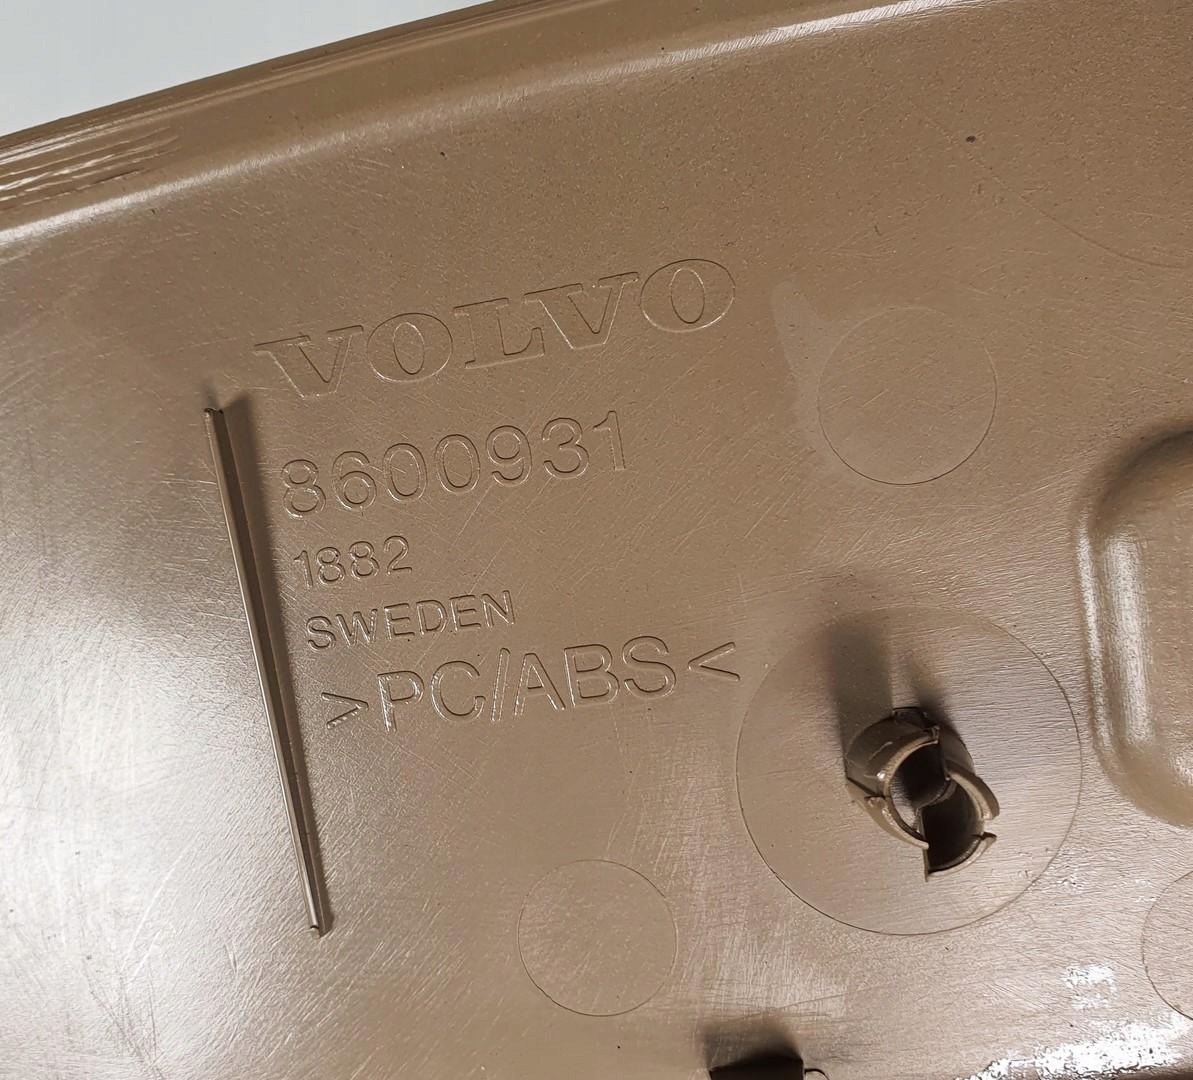 VOLVO
8600931
1882
SWEDEN
>PC/ABS<